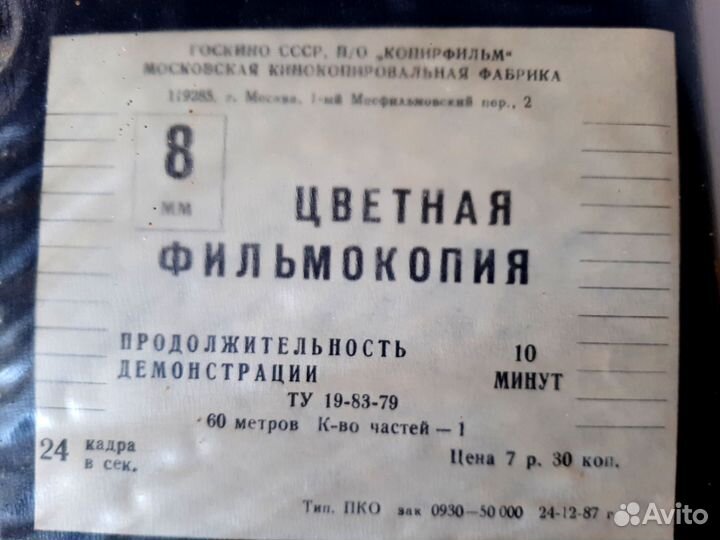 ГОСКИНО СССР, В/О „КОПИРФИЛЬМ“
МОСКОВСКАЯ КИНОКОПИРОВАЛЬНАЯ ФАБРИКА
119285, г. Москва, 1-ый Мосфильмовский пер., 2
8
мм
ЦВЕТНАЯ
ФИЛЬМОКОПИЯ
ПРОДОЛЖИТЕЛЬНОСТЬ 10
ДЕМОНСТРАЦИИ МИНУТ
ТУ 19-83-79
60 метров К-во частей — 1
24 кадра
в сек.
Цена 7 р. 30 коп.
Тип. ПКО зак 0930—50 000 24-12-87 г
Avito